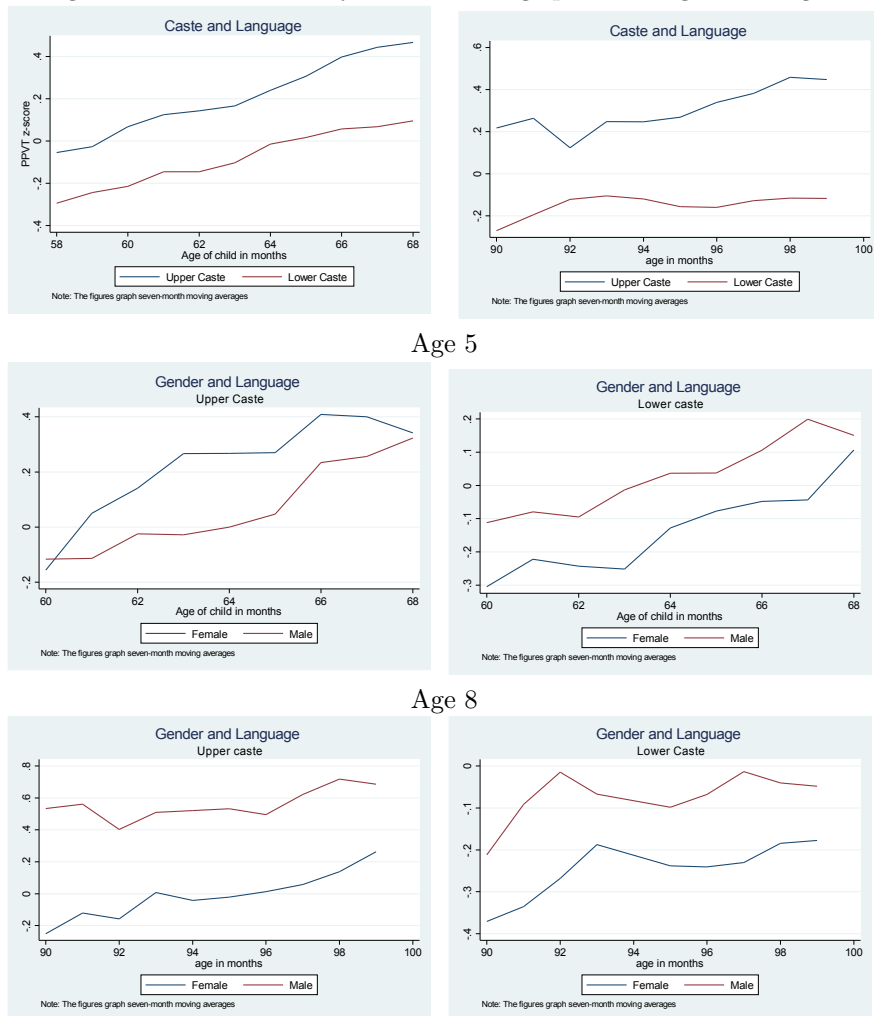 Caste and Language
PPVT z-score
.4
.2
0
-.2
-.4
58 60 62 64 66 68
Age of child in months
Upper Caste Lower Caste
Note: The figures graph seven-month moving averages
Caste and Language
.6
.4
.2
0
-.2
90 92 94 96 98 100
age in months
Upper Caste Lower Caste
Note: The figures graph seven-month moving averages
Age 5
Gender and Language
Upper Caste
.4
.2
0
-.2
60 62 64 66 68
Age of child in months
Female Male
Note: The figures graph seven-month moving averages
Gender and Language
Lower caste
.2
.1
0
-.1
-.2
-.3
60 62 64 66 68
Age of child in months
Female Male
Note: The figures graph seven-month moving averages
Age 8
Gender and Language
Upper caste
.8
.6
.4
.2
0
-.2
90 92 94 96 98 100
age in months
Female Male
Note: The figures graph seven-month moving averages
Gender and Language
Lower Caste
0
-.1
-.2
-.3
-.4
90 92 94 96 98 100
age in months
Female Male
Note: The figures graph seven-month moving averages